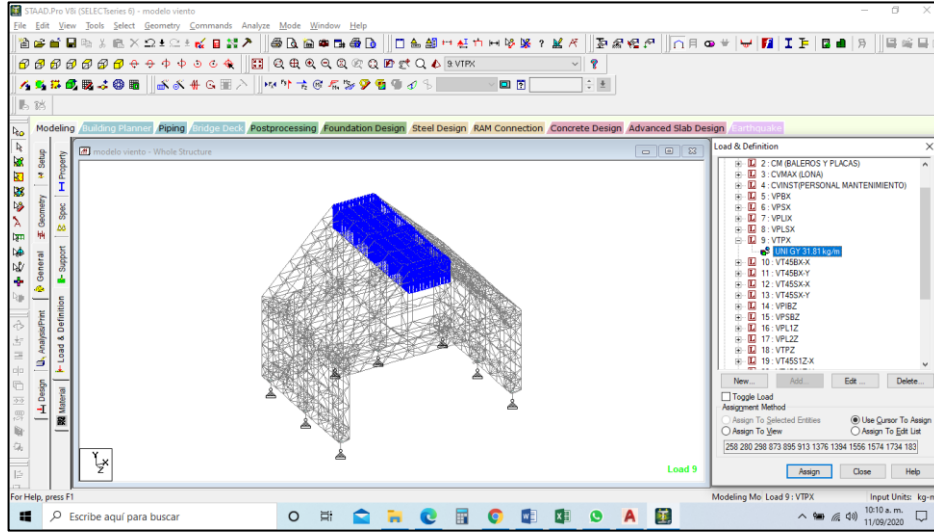 STAAD.Pro V8i (SELECTseries 6) - modelo viento
File Edit View Tools Select Geometry Commands Analyze Mode Window Help
9 VTPX
Modeling Building Planner Piping Bridge Deck Postprocessing Foundation Design Steel Design RAM Connection Concrete Design Advanced Slab Design Earthquake
Setup
Geometry
General
Analysis/Print
Design
Property
Spec
Support
Load & Definition
Material
modelo viento - Whole Structure
Y
X
Z
Load 9
Load & Definition
2 : CM (BALEROS Y PLACAS)
3 : CVMAX (LONA)
4 : CVINST(PERSONAL MANTENIMIENTO)
5 : VPBX
6 : VPSX
7 : VPLIX
8 : VPLSX
9 : VTPX
UNI GY 31.81 kg/m
10 : VT45BX-X
11 : VT45BX-Y
12 : VT45SX-X
13 : VT45SX-Y
14 : VPIBZ
15 : VPSBZ
16 : VPL1Z
17 : VPL2Z
18 : VTPZ
19 : VT45S1Z-X
New... Add... Edit ... Delete...
Toggle Load
Assignment Method
Assign To Selected Entities Use Cursor To Assign
Assign To View Assign To Edit List
258 280 298 873 895 913 1376 1394 1556 1574 1734 183
Assign Close Help
For Help, press F1
Modeling Mo Load 9 : VTPX Input Units: kg-m
Escribe aquí para buscar
10:10 a. m.
11/09/2020